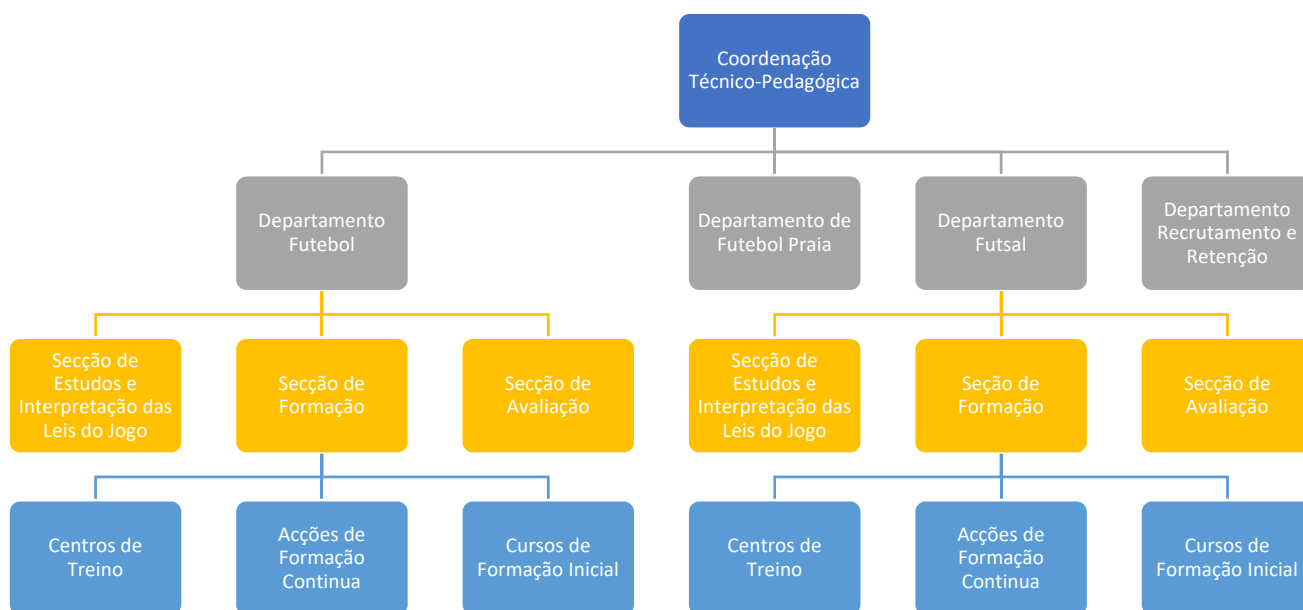 Coordenação
Técnico-Pedagógica
Departamento
Futebol
Departamento de
Futebol Praia
Departamento
Futsal
Departamento
Recrutamento e
Retenção
Secção de
Estudos e
Interpretação das
Leis do Jogo
Secção de
Formação
Secção de
Avaliação
Secção de
Estudos e
Interpretação das
Leis do Jogo
Seção de
Formação
Secção de
Avaliação
Centros de
Treino
Acções de
Formação
Continua
Cursos de
Formação Inicial
Centros de
Treino
Acções de
Formação
Continua
Cursos de
Formação Inicial